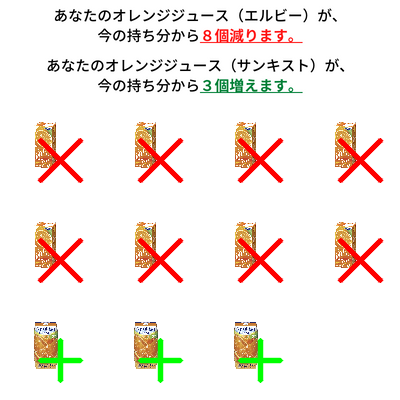 あなたのオレンジジュース（エルビー）が、
今の持ち分から８個減ります。
あなたのオレンジジュース（サンキスト）が、
今の持ち分から３個増えます。